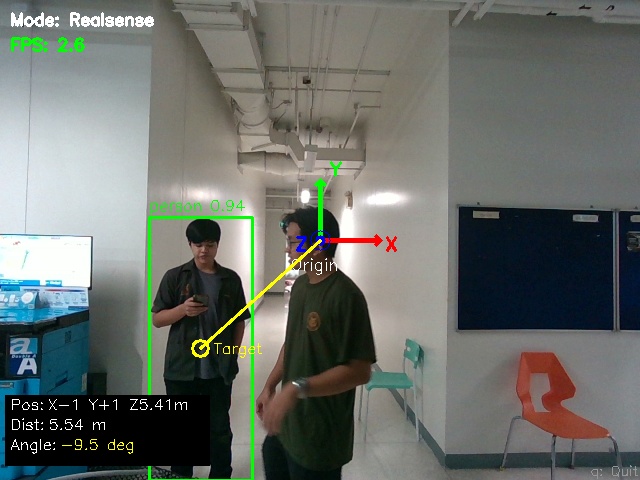 Mode: Realsense
FPS: 2.6
Y
person 0.94
Z
X
Origin
Target
a
Double A
A
Pos: X-1 Y+1 Z5.41m
Dist: 5.54 m
Angle: -9.5 deg
q: Quit